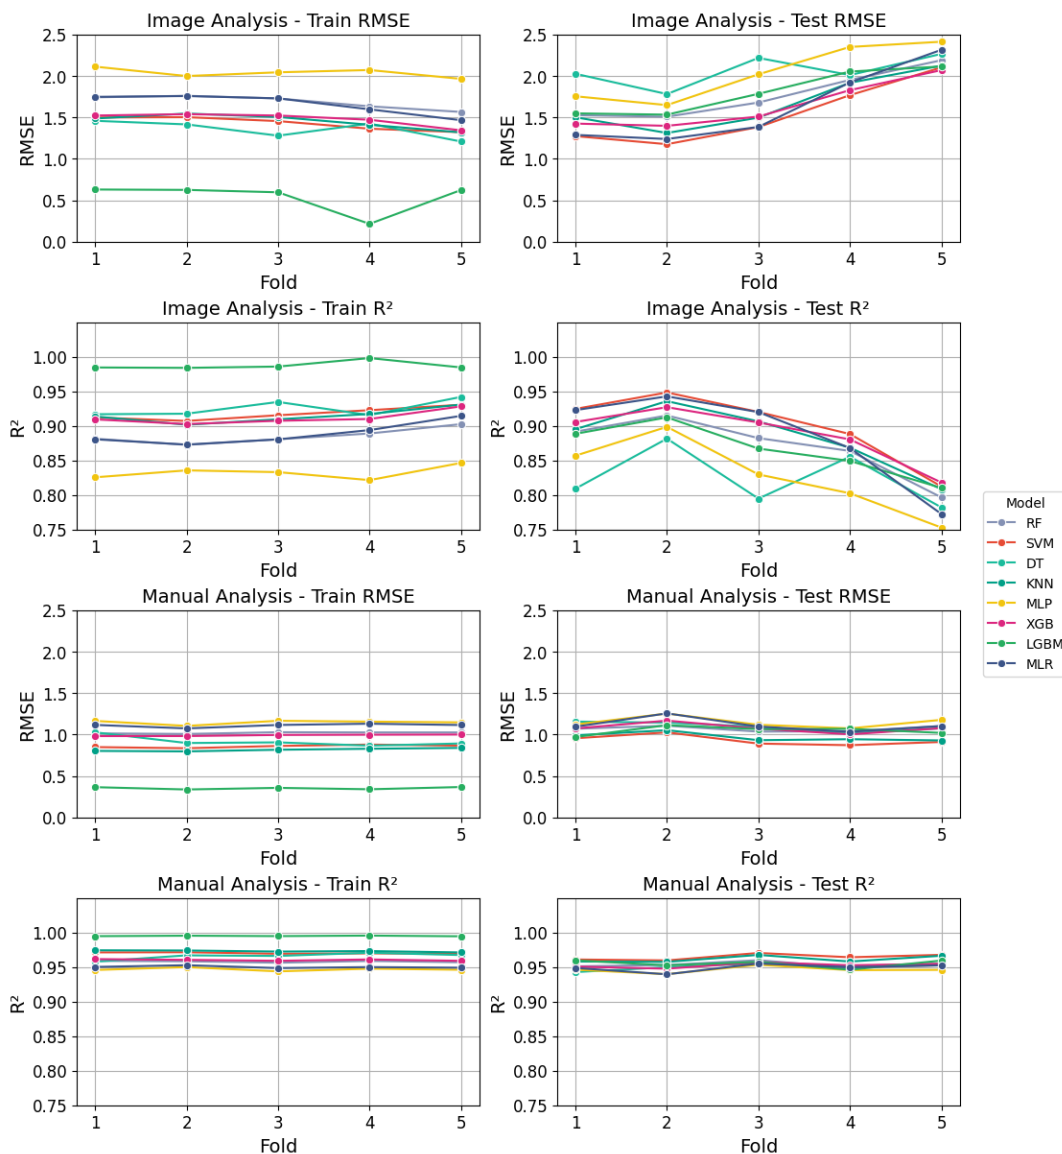 Image Analysis - Train RMSE
2.5
2.0
1.5
1.0
0.5
0.0
RMSE
1 2 3 4 5
Fold
Image Analysis - Test RMSE
2.5
2.0
1.5
1.0
0.5
0.0
RMSE
1 2 3 4 5
Fold
Image Analysis - Train R²
1.00
0.95
0.90
0.85
0.80
0.75
R²
1 2 3 4 5
Fold
Image Analysis - Test R²
1.00
0.95
0.90
0.85
0.80
0.75
R²
1 2 3 4 5
Fold
Model
RF
SVM
DT
KNN
MLP
XGB
LGBM
MLR
Manual Analysis - Train RMSE
2.5
2.0
1.5
1.0
0.5
0.0
RMSE
1 2 3 4 5
Fold
Manual Analysis - Test RMSE
2.5
2.0
1.5
1.0
0.5
0.0
RMSE
1 2 3 4 5
Fold
Manual Analysis - Train R²
1.00
0.95
0.90
0.85
0.80
0.75
R²
1 2 3 4 5
Fold
Manual Analysis - Test R²
1.00
0.95
0.90
0.85
0.80
0.75
R²
1 2 3 4 5
Fold